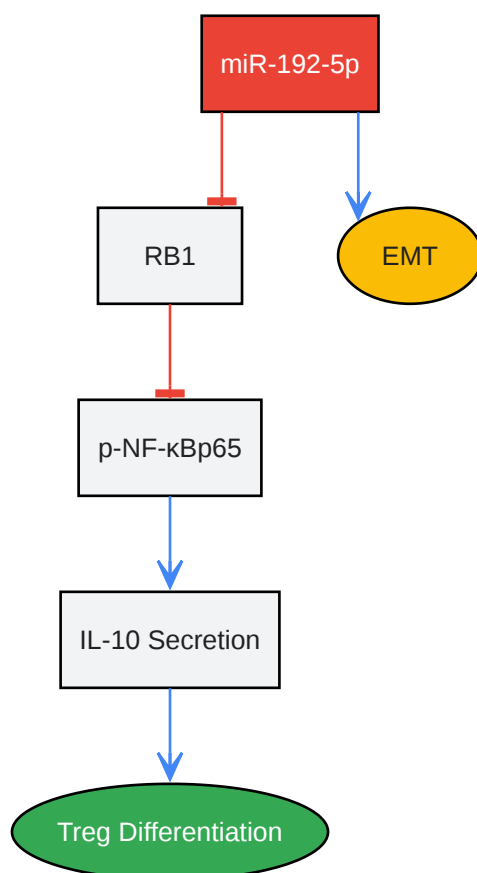 miR-192-5p
RB1
EMT
p-NF-κBp65
IL-10 Secretion
Treg Differentiation